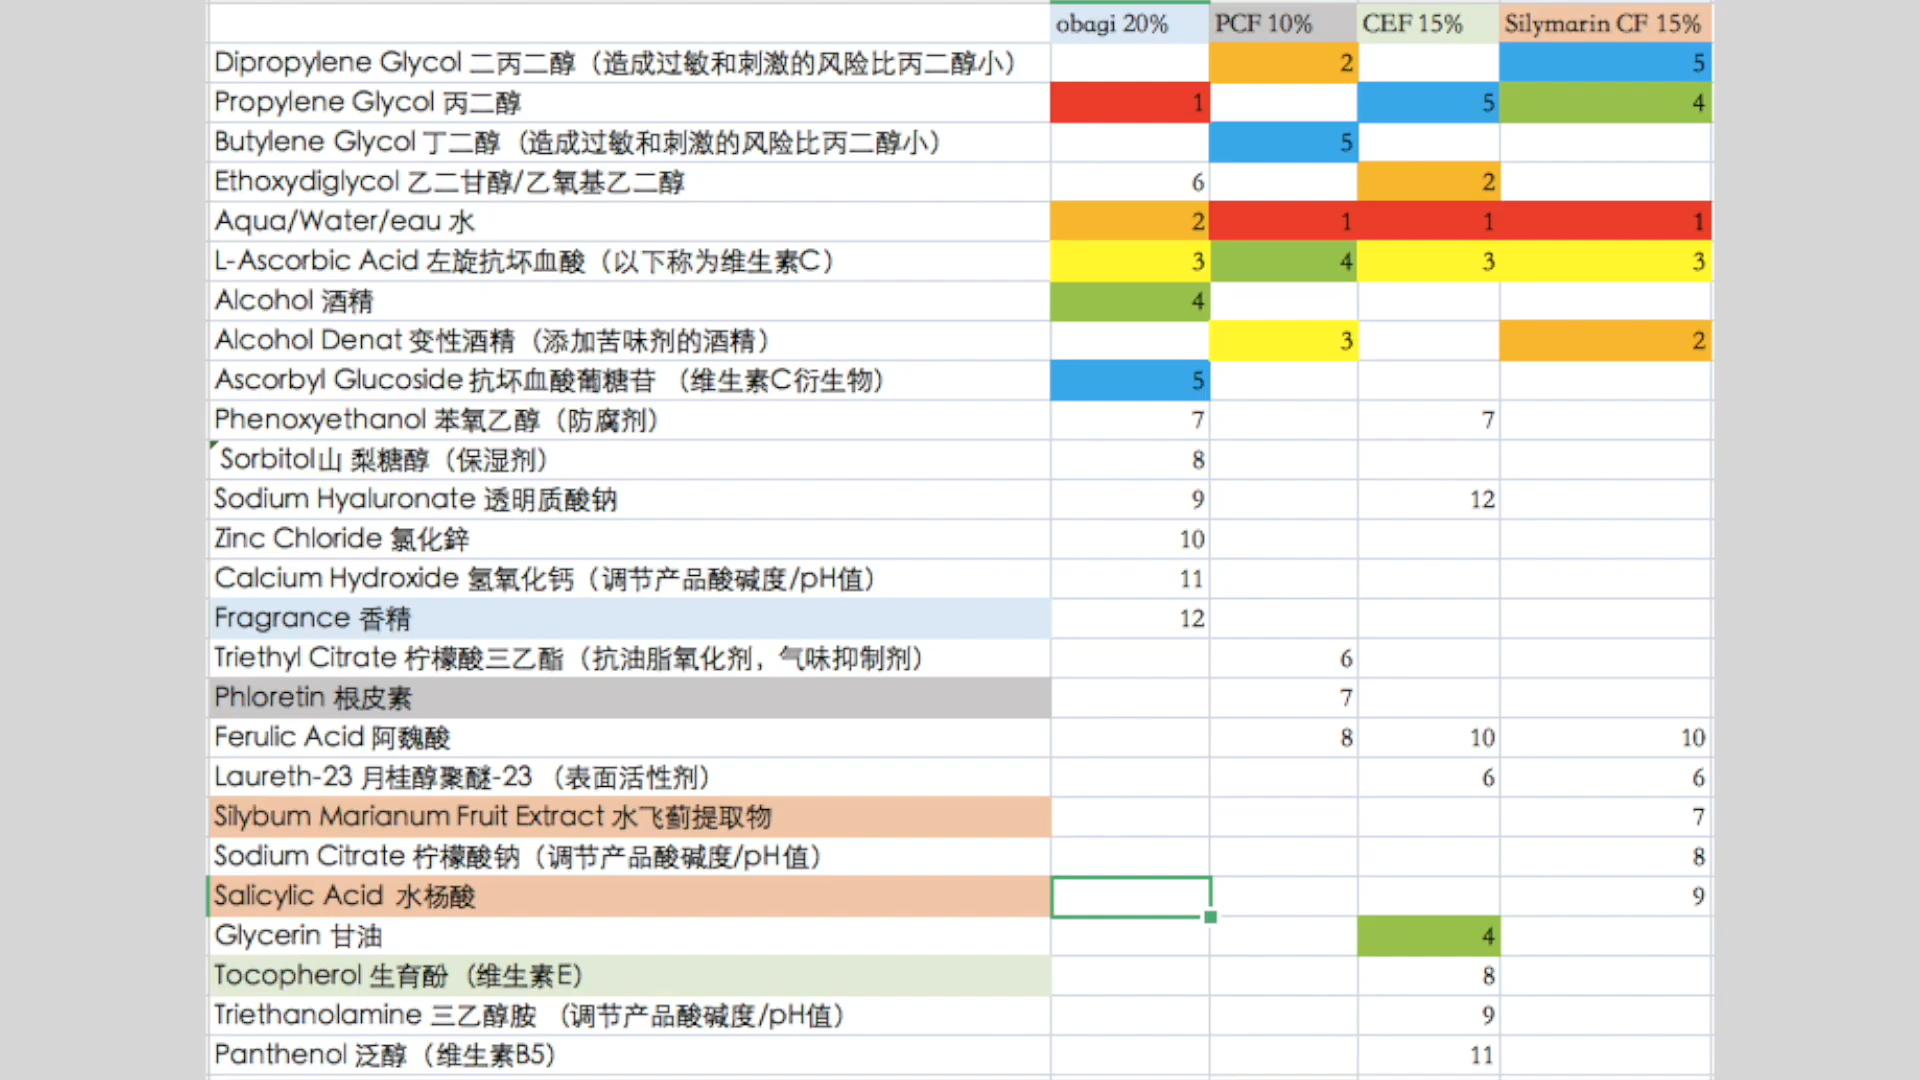 obagi 20% PCF 10% CEF 15% Silymarin CF 15%
Dipropylene Glycol 二丙二醇（造成过敏和刺激的风险比丙二醇小） 2 5
Propylene Glycol 丙二醇 1 5 4
Butylene Glycol 丁二醇（造成过敏和刺激的风险比丙二醇小） 5
Ethoxydiglycol 乙二甘醇/乙氧基乙二醇 6 2
Aqua/Water/eau 水 2 1 1 1
L-Ascorbic Acid 左旋抗坏血酸（以下称为维生素C） 3 4 3 3
Alcohol 酒精 4
Alcohol Denat 变性酒精（添加苦味剂的酒精） 3 2
Ascorbyl Glucoside 抗坏血酸葡糖苷 （维生素C衍生物） 5
Phenoxyethanol 苯氧乙醇（防腐剂） 7 7
Sorbitol山 梨糖醇（保湿剂） 8
Sodium Hyaluronate 透明质酸钠 9 12
Zinc Chloride 氯化鋅 10
Calcium Hydroxide 氢氧化钙（调节产品酸碱度/pH值） 11
Fragrance 香精 12
Triethyl Citrate 柠檬酸三乙酯（抗油脂氧化剂，气味抑制剂） 6
Phloretin 根皮素 7
Ferulic Acid 阿魏酸 8 10 10
Laureth-23 月桂醇聚醚-23 （表面活性剂） 6 6
Silybum Marianum Fruit Extract 水飞蓟提取物 7
Sodium Citrate 柠檬酸钠（调节产品酸碱度/pH值） 8
Salicylic Acid 水杨酸 9
Glycerin 甘油 4
Tocopherol 生育酚（维生素E） 8
Triethanolamine 三乙醇胺 （调节产品酸碱度/pH值） 9
Panthenol 泛醇（维生素B5） 11